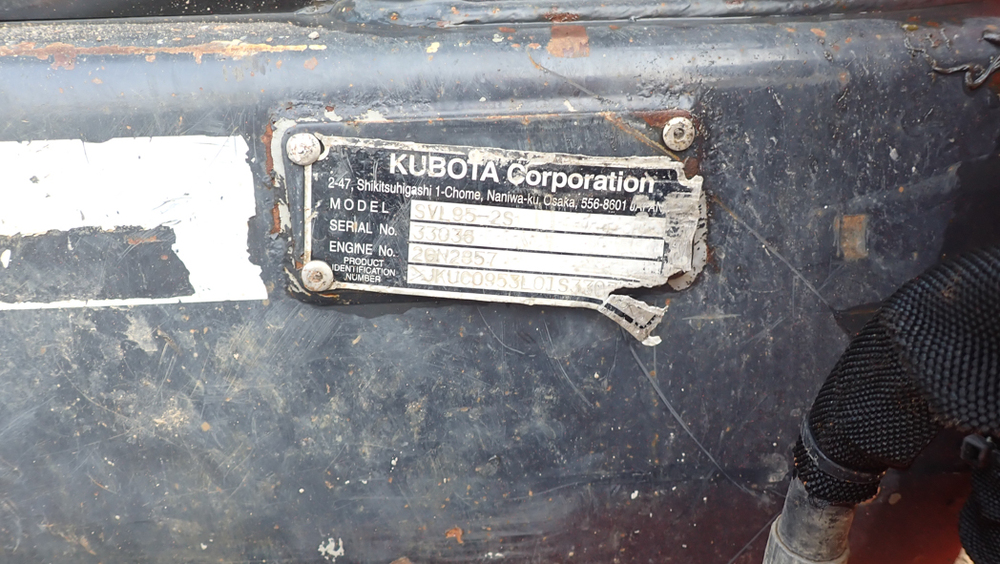 KUBOTA Corporation
2-47, Shikitsuhigashi 1-Chome, Naniwa-ku, Osaka, 556-8601 JAPAN
MODEL SVL95-2S
SERIAL No. 33036
ENGINE No.
PRODUCT
IDENTIFICATION
NUMBER